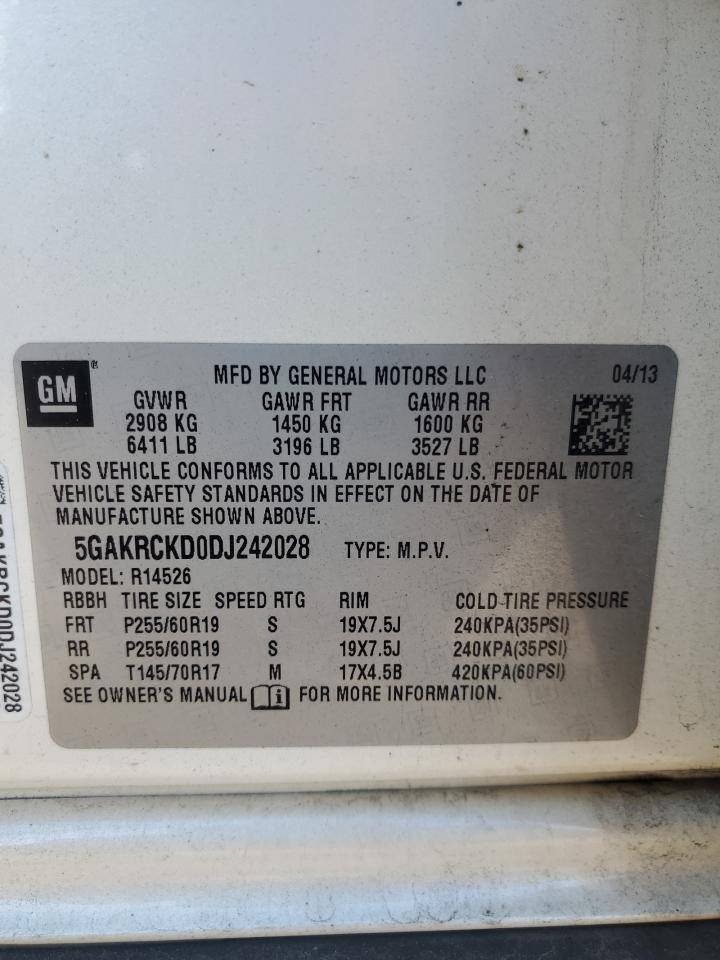 GM
MFD BY GENERAL MOTORS LLC 04/13
GVWR GAWR FRT GAWR RR
2908 KG 1450 KG 1600 KG
6411 LB 3196 LB 3527 LB
THIS VEHICLE CONFORMS TO ALL APPLICABLE U.S. FEDERAL MOTOR
VEHICLE SAFETY STANDARDS IN EFFECT ON THE DATE OF
MANUFACTURE SHOWN ABOVE.
5GAKRCKD0DJ242028 TYPE: M.P.V.
MODEL: R14526
RBBH TIRE SIZE SPEED RTG RIM COLD TIRE PRESSURE
FRT P255/60R19 S 19X7.5J 240KPA(35PSI)
RR P255/60R19 S 19X7.5J 240KPA(35PSI)
SPA T145/70R17 M 17X4.5B 420KPA(60PSI)
SEE OWNER'S MANUAL i FOR MORE INFORMATION.
5GAKRCKD0DJ242028